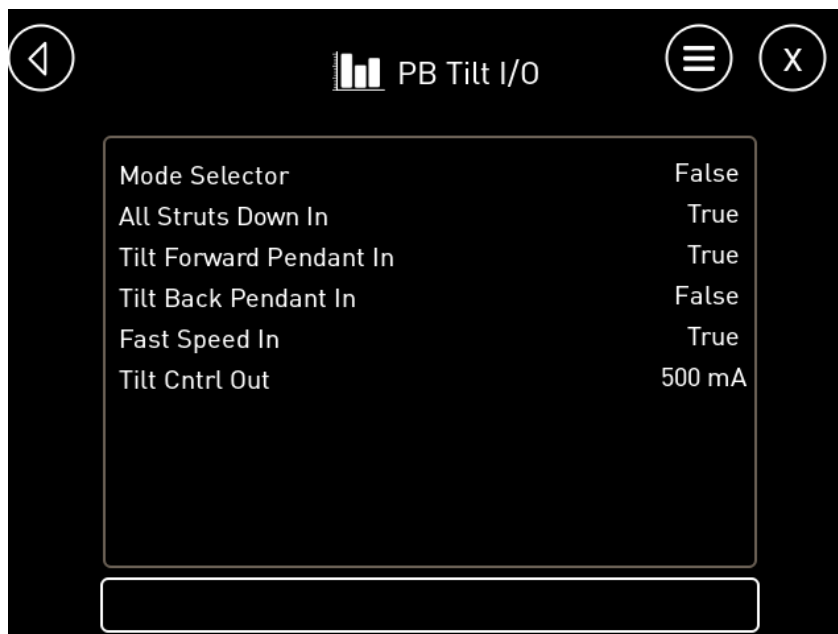 PB Tilt I/O
X
Mode Selector False
All Struts Down In True
Tilt Forward Pendant In True
Tilt Back Pendant In False
Fast Speed In True
Tilt Cntrl Out 500 mA